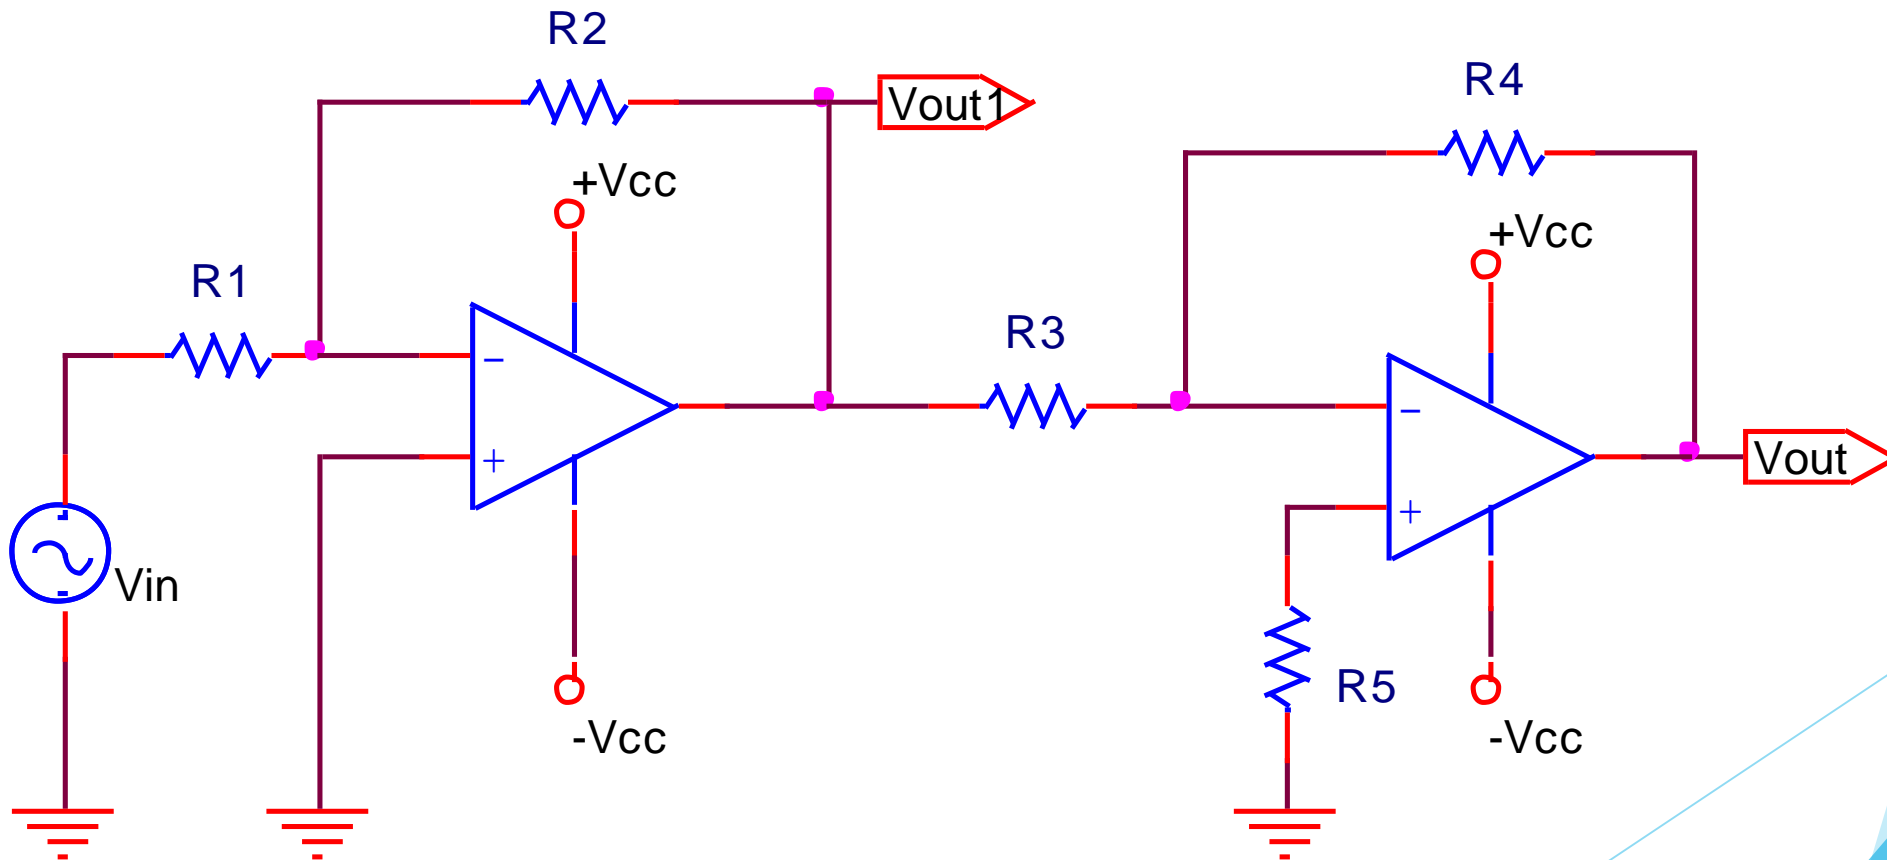 R2
Vout1
R4
+Vcc
+Vcc
R1
R3
−
+
−
+
Vout
Vin
R5
-Vcc
-Vcc